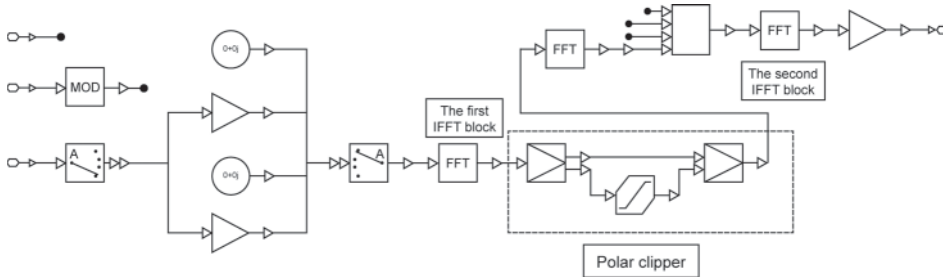 0+0j
FFT
FFT
MOD
The second
IFFT block
The first
IFFT block
A
0+0j
A
FFT
Polar clipper